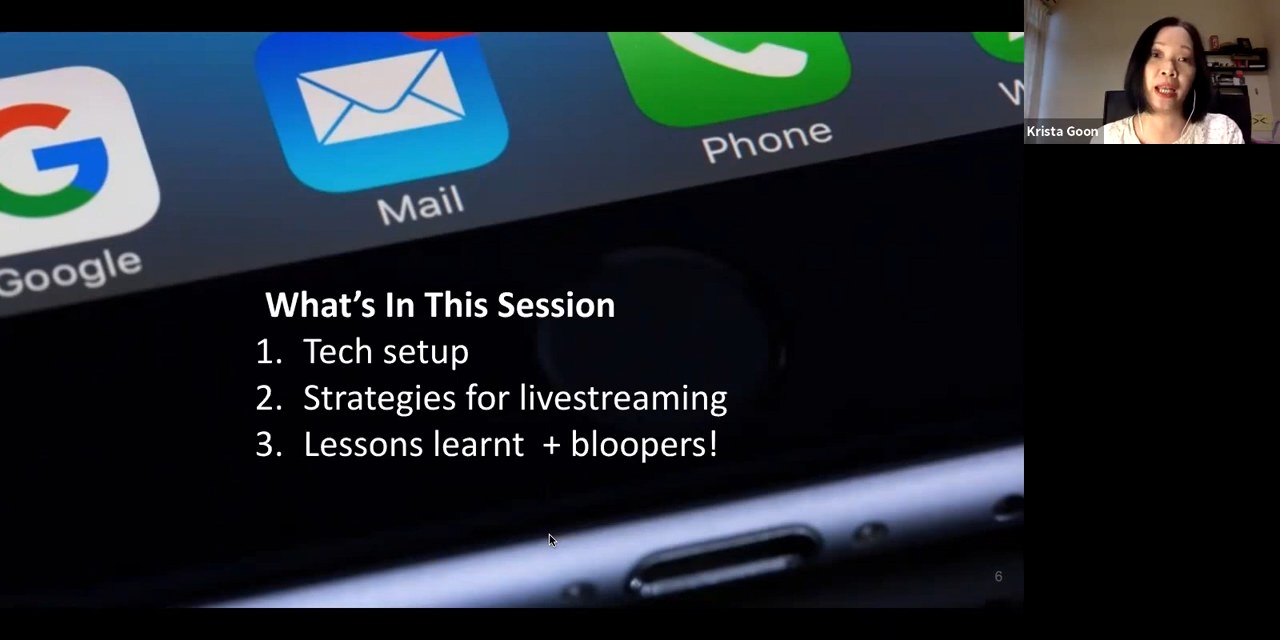 Google
Mail
Phone
W
Krista Goon
What's In This Session
1. Tech setup
2. Strategies for livestreaming
3. Lessons learnt + bloopers!
6